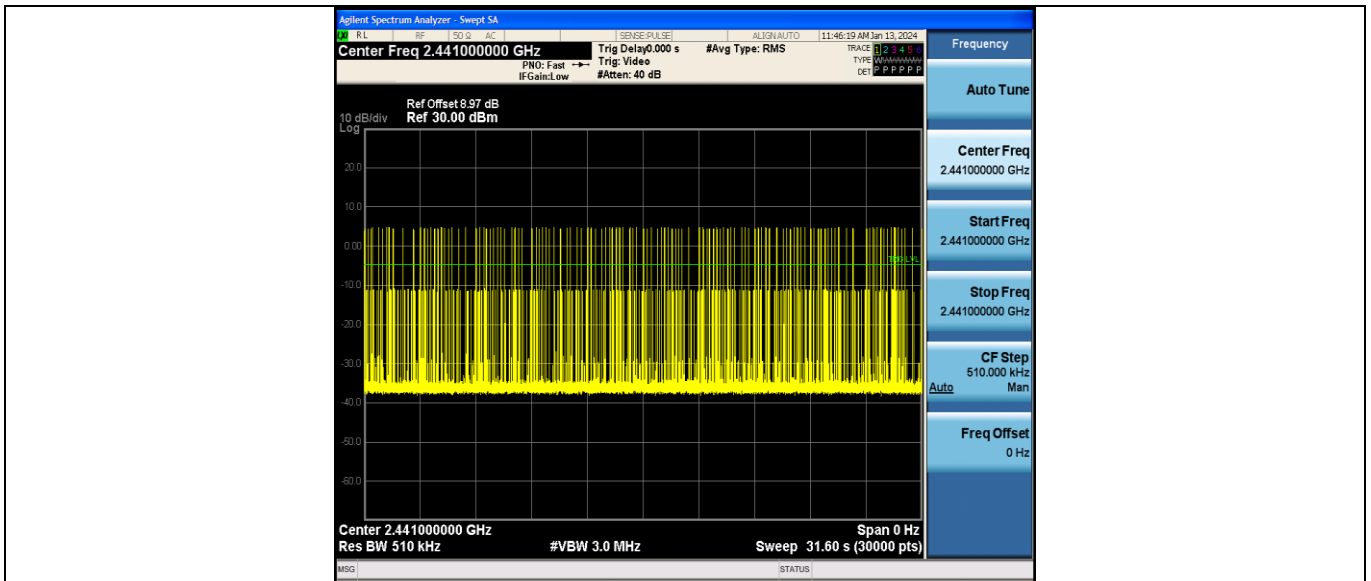 Agilent Spectrum Analyzer - Swept SA
LXI RL RF 50 Ω AC SENSE:PULSE ALIGN AUTO 11:46:19 AM Jan 13, 2024
Center Freq 2.441000000 GHz Trig Delay0.000 s #Avg Type: RMS TRACE 1 2 3 4 5 6
PNO: Fast Trig: Video TYPE
IFGain:Low #Atten: 40 dB DET P P P P P P
Frequency
Auto Tune
Center Freq
2.441000000 GHz
Start Freq
2.441000000 GHz
Stop Freq
2.441000000 GHz
CF Step
510.000 kHz
Auto Man
Freq Offset
0 Hz
Ref Offset 8.97 dB
10 dB/div Ref 30.00 dBm
Log
20.0
10.0
0.00
TRIG LVL
-10.0
-20.0
-30.0
-40.0
-50.0
-60.0
Center 2.441000000 GHz Span 0 Hz
Res BW 510 kHz #VBW 3.0 MHz Sweep 31.60 s (30000 pts)
MSG STATUS